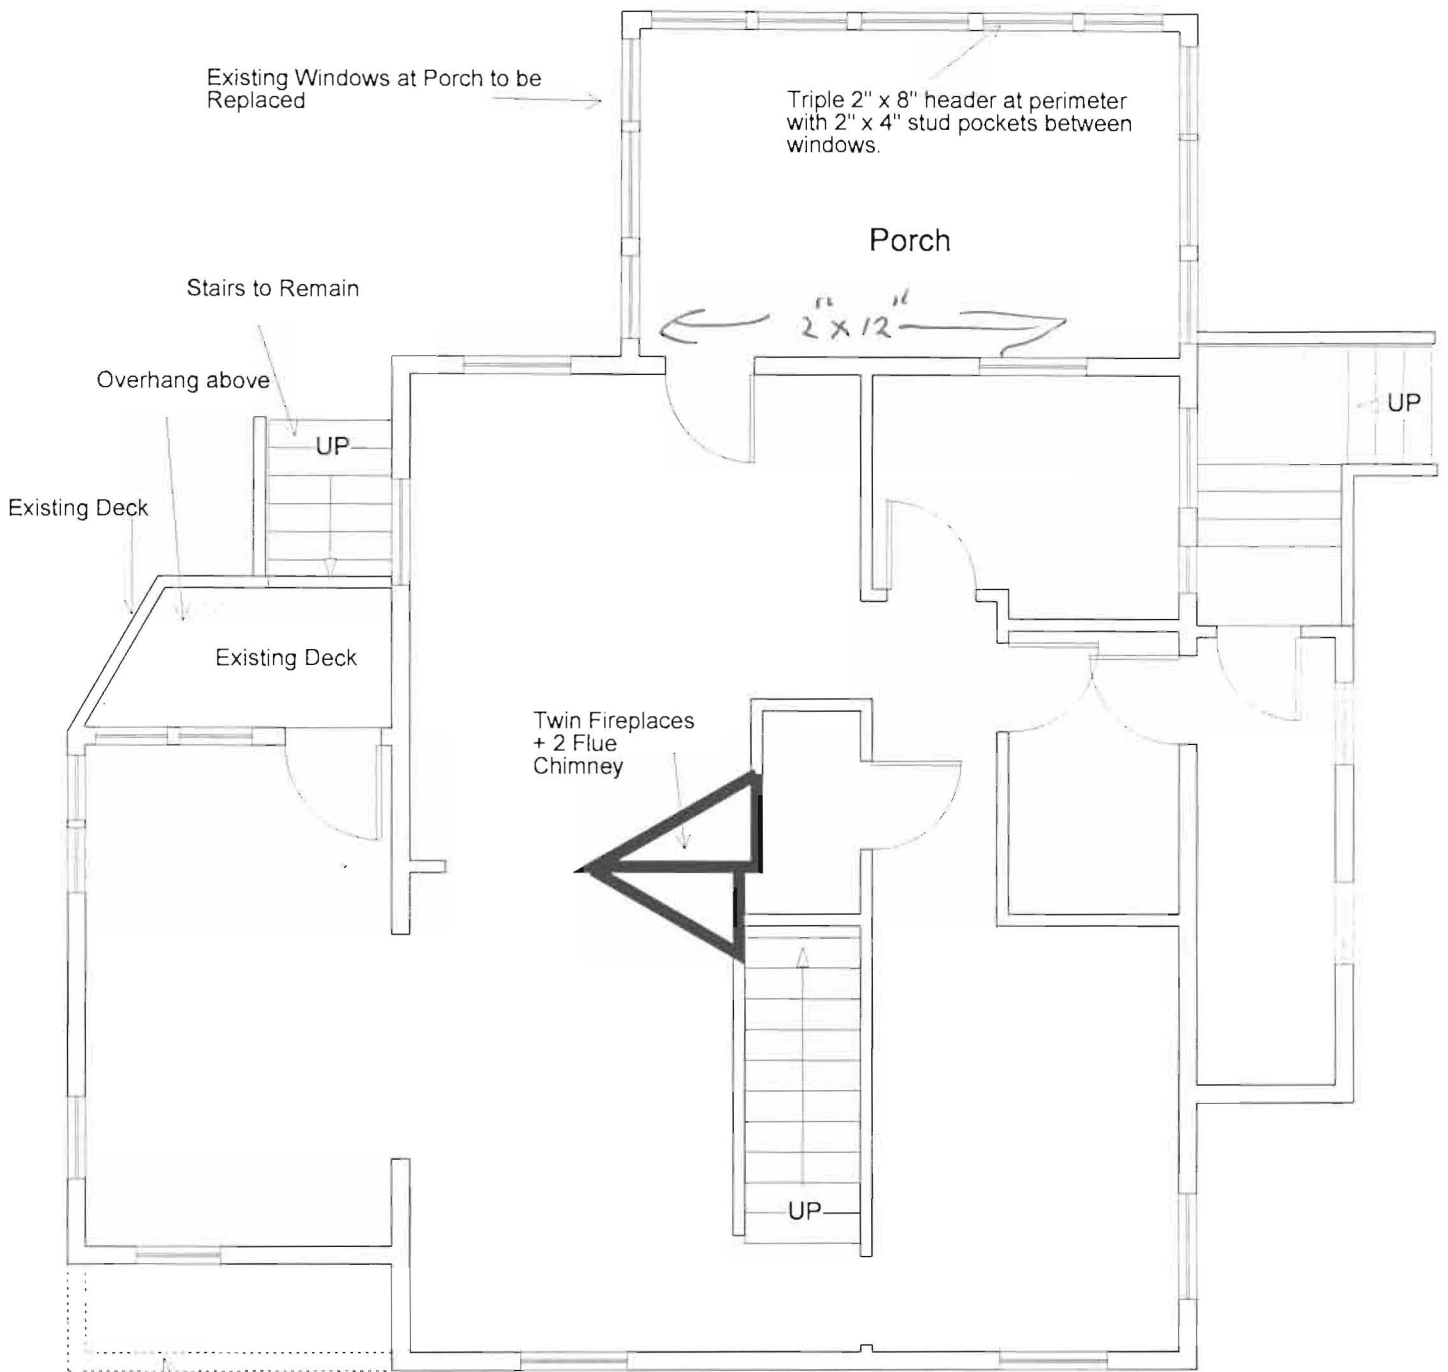 Existing Windows at Porch to be
Replaced
Triple 2" x 8" header at perimeter
with 2" x 4" stud pockets between
windows.
Porch
2" x 12"
Stairs to Remain
Overhang above
UP
UP
Existing Deck
Existing Deck
Twin Fireplaces
+ 2 Flue
Chimney
UP